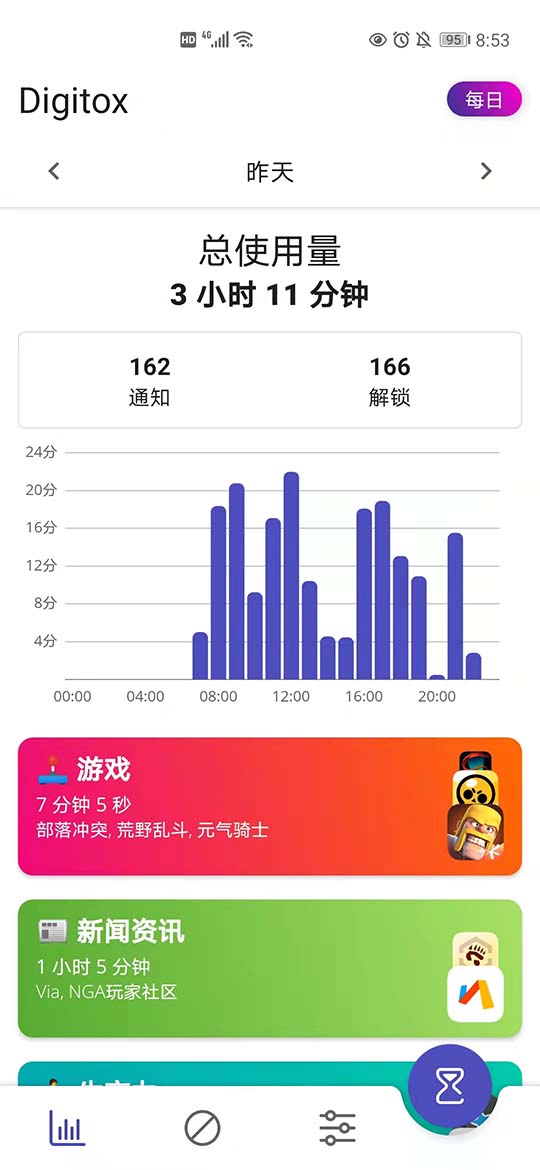 HD 4G 95 8:53
Digitox
每日
昨天
总使用量
3 小时 11 分钟
162
通知
166
解锁
24分
20分
16分
12分
8分
4分
00:00 04:00 08:00 12:00 16:00 20:00
游戏
7 分钟 5 秒
部落冲突, 荒野乱斗, 元气骑士
新闻资讯
1 小时 5 分钟
Via, NGA玩家社区